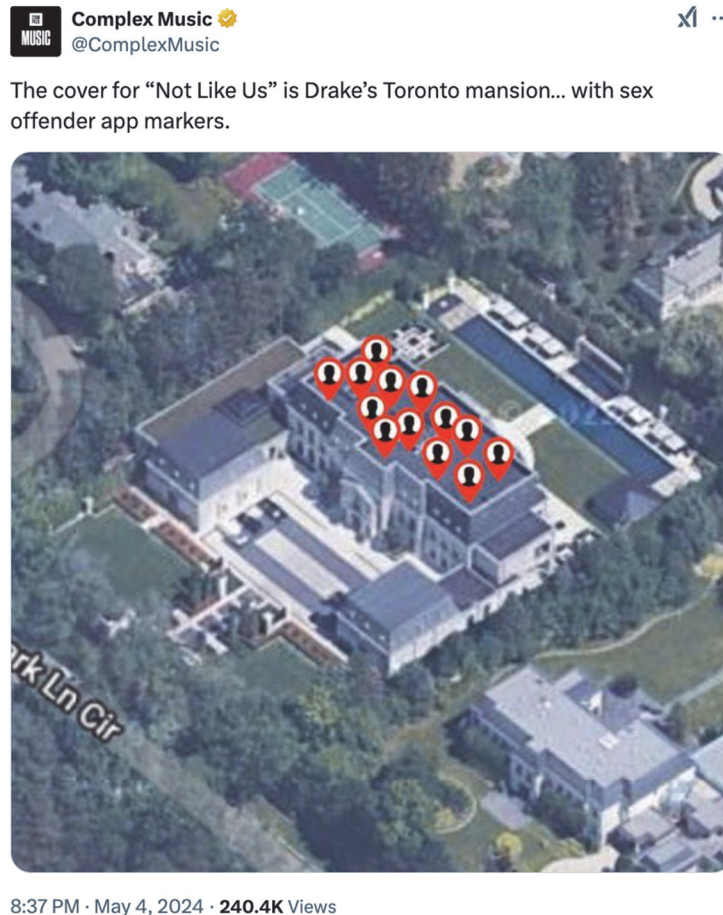 MUSIC
Complex Music
@ComplexMusic
The cover for “Not Like Us” is Drake’s Toronto mansion... with sex
offender app markers.
rk Ln Cir
8:37 PM · May 4, 2024 · 240.4K Views